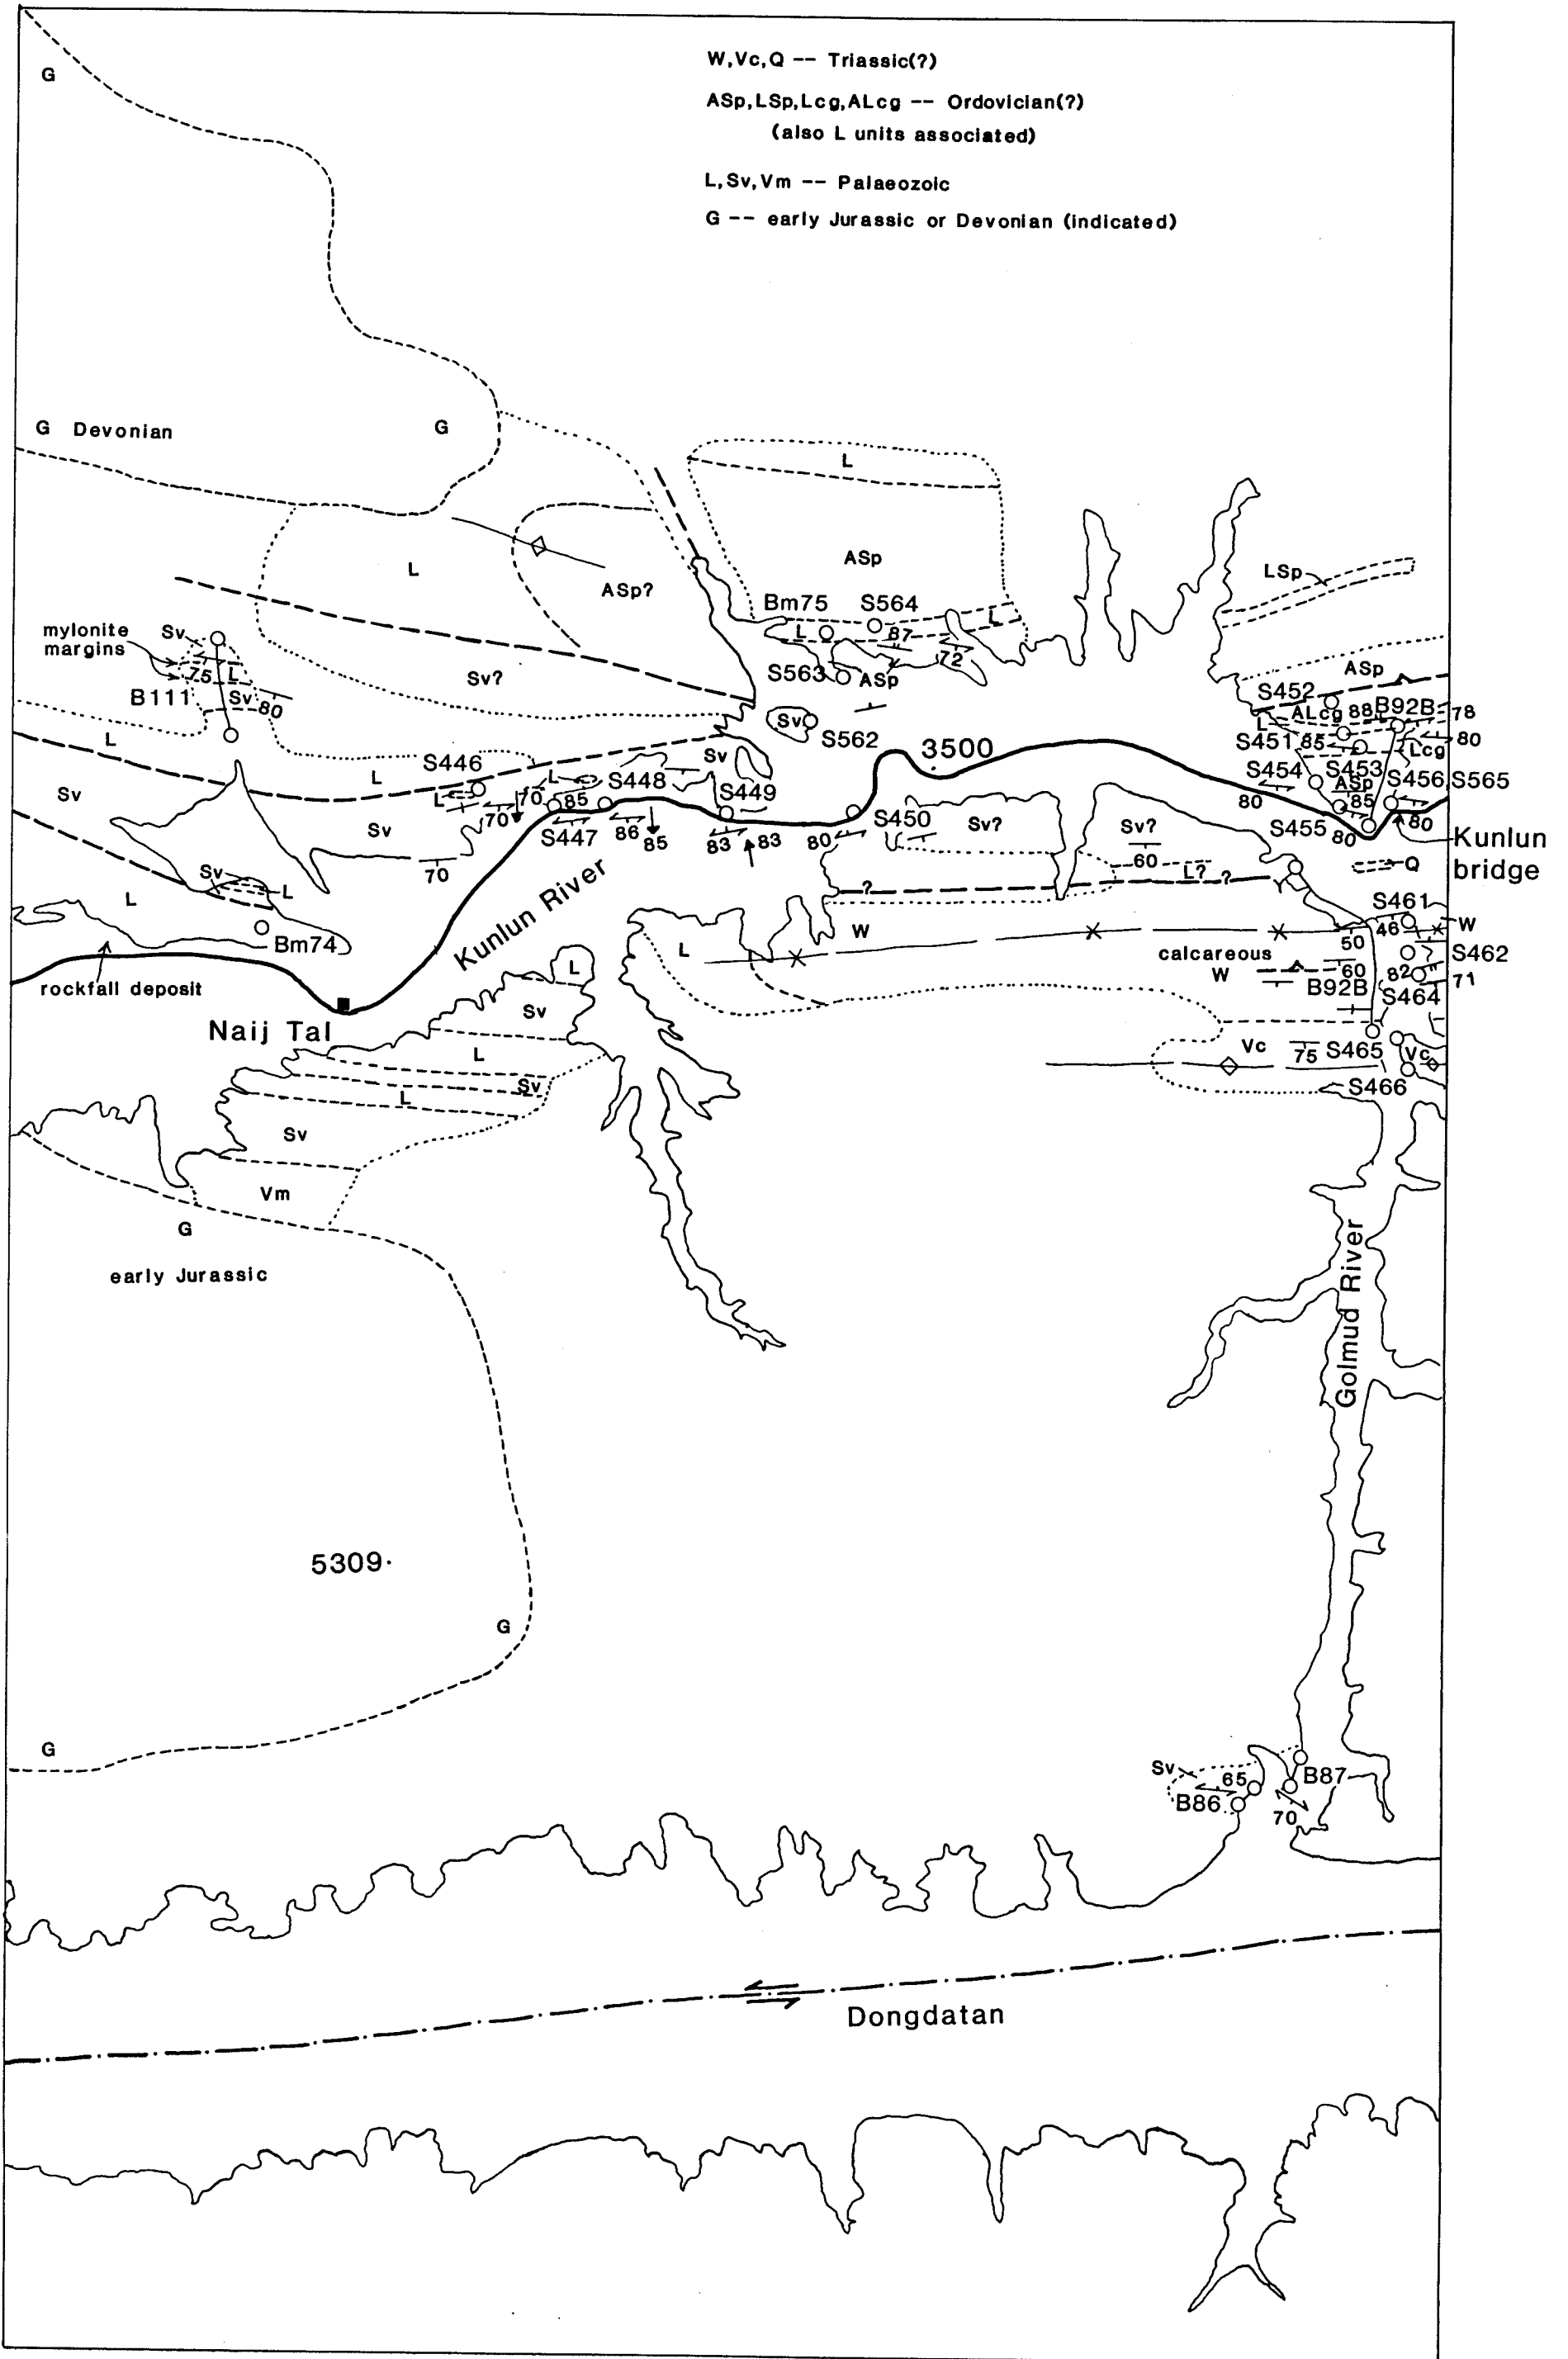 W,Vc,Q -- Triassic(?)
ASp,LSp,Lcg,ALcg -- Ordovician(?)
(also L units associated)
L,Sv,Vm -- Palaeozoic
G -- early Jurassic or Devonian (indicated)
G
G Devonian
G
L
L
ASp?
ASp
LSp
Bm75
S564
L
87
L
72
mylonite
margins
Sv
75
L
B111
Sv
80
Sv?
S563
ASp
ASp
S452
ALcg
88
B92B
78
L
S451
85
80
Lcg
Sv
S562
3500
L
L
S446
Sv
S454
S453
S456
S565
ASp
85
80
80
Sv
L
70
L
70
85
S448
S449
S450
Sv?
Sv?
60
S455
80
Kunlun
bridge
Sv
S447
86
85
83
83
80
70
L?
?
?
Q
Sv
L
L
Bm74
Kunlun River
S461
W
46
W
50
S462
calcareous
W
60
82
71
B92B
S464
rockfall deposit
L
L
Naij Tal
Sv
L
Sv
L
Vc
75
S465
Vc
S466
Sv
Vm
G
early Jurassic
Golmud River
5309
G
G
Sv
65
B87
B86
70
Dongdatan